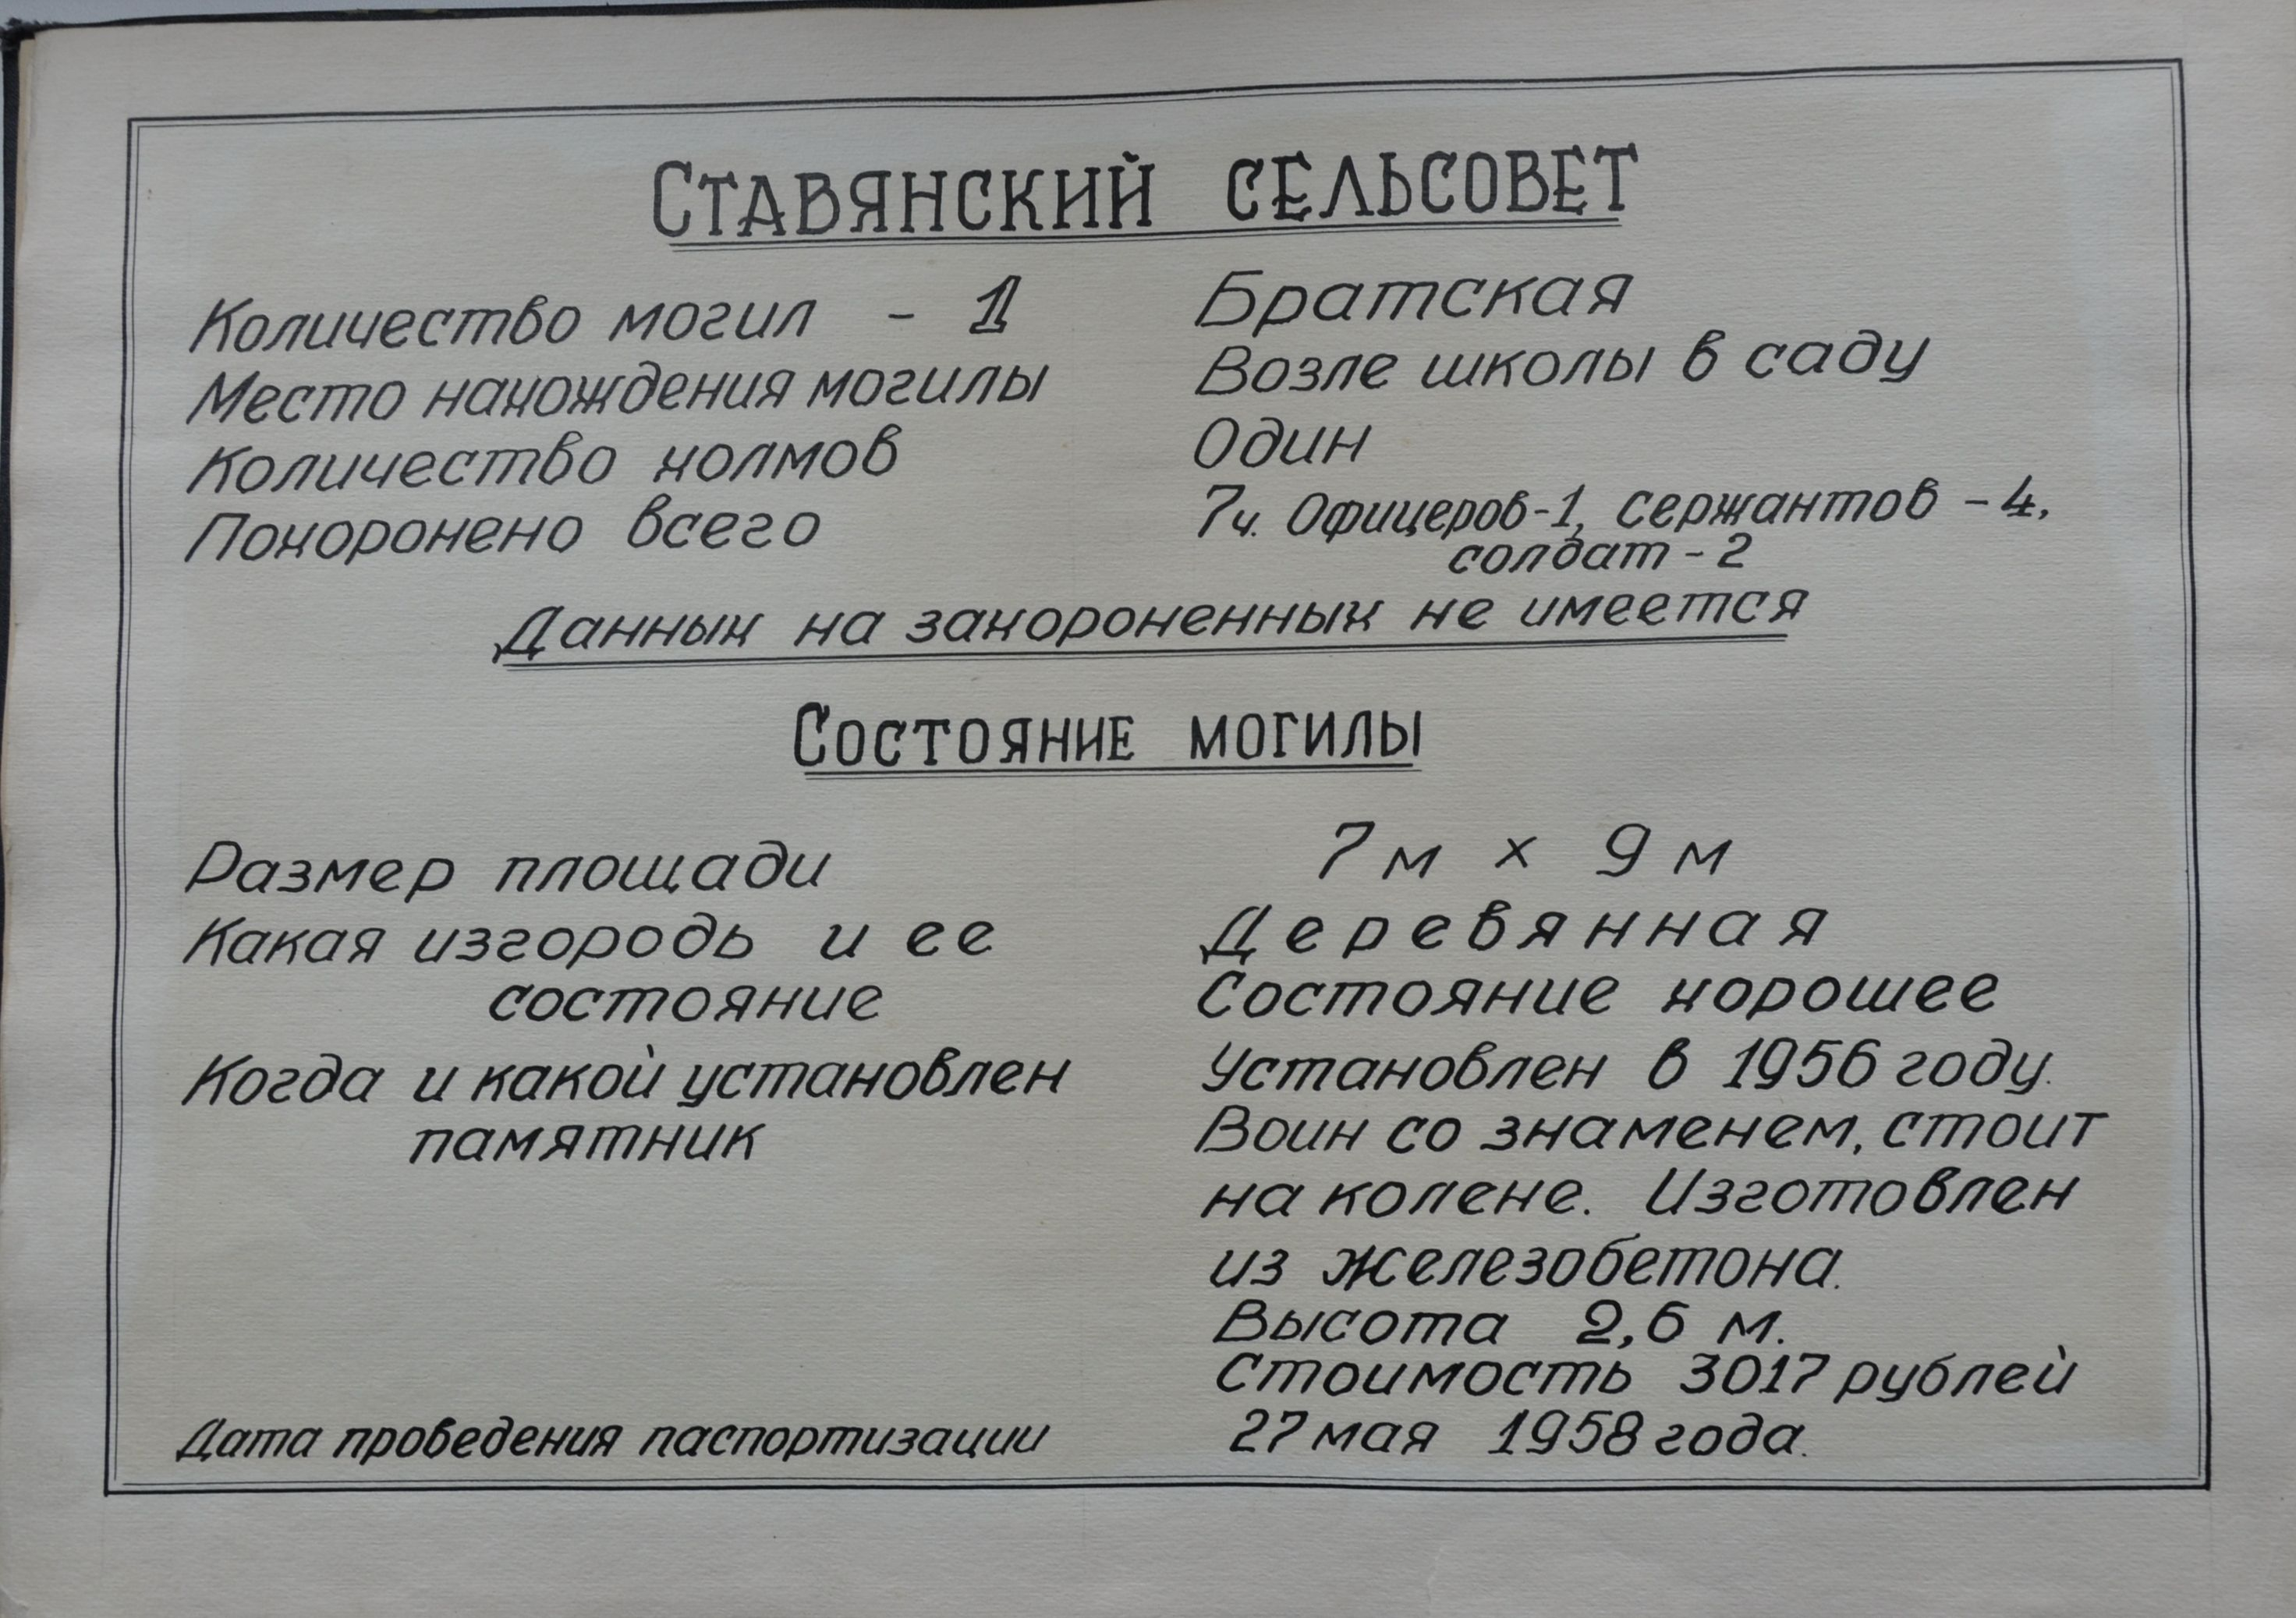 Ставянский сельсовет
Количество могил - 1 Братская
Место нахождения могилы Возле школы в саду
Количество холмов Один
Похоронено всего 7ч. Офицеров-1, сержантов - 4,
солдат - 2
Данных на захороненных не имеется
Состояние могилы
Размер площади 7 м х 9 м
Какая изгородь и ее Деревянная
состояние Состояние хорошее
Когда и какой установлен Установлен в 1956 году.
памятник Воин со знаменем, стоит
на колене. Изготовлен
из железобетона.
Высота 2,6 м.
Стоимость 3017 рублей
Дата проведения паспортизации 27 мая 1958 года.